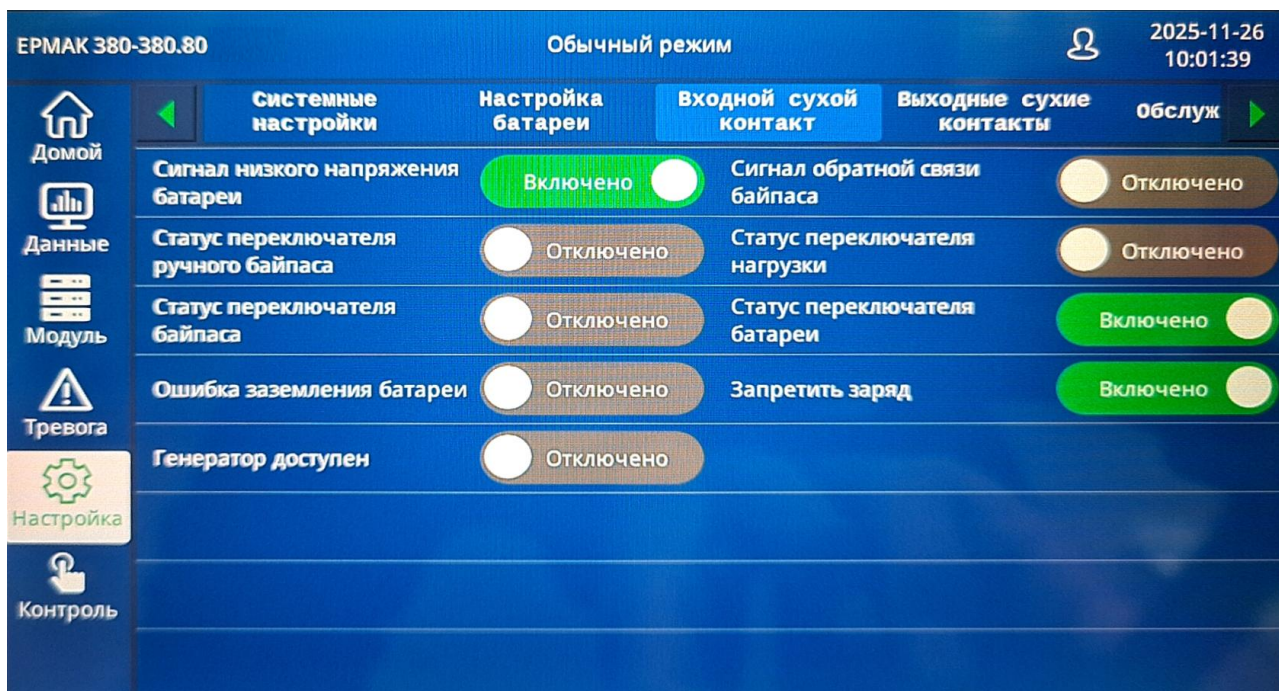 ЕРМАК 380-380.80
Обычный режим
2025-11-26
10:01:39
Системные
настройки
Настройка
батареи
Входной сухой
контакт
Выходные сухие
контакты
Обслуж
Домой
Данные
Модуль
Тревога
Настройка
Контроль
Сигнал низкого напряжения
батареи
Включено
Сигнал обратной связи
байпаса
Отключено
Статус переключателя
ручного байпаса
Отключено
Статус переключателя
нагрузки
Отключено
Статус переключателя
байпаса
Отключено
Статус переключателя
батареи
Включено
Ошибка заземления батареи
Отключено
Запретить заряд
Включено
Генератор доступен
Отключено